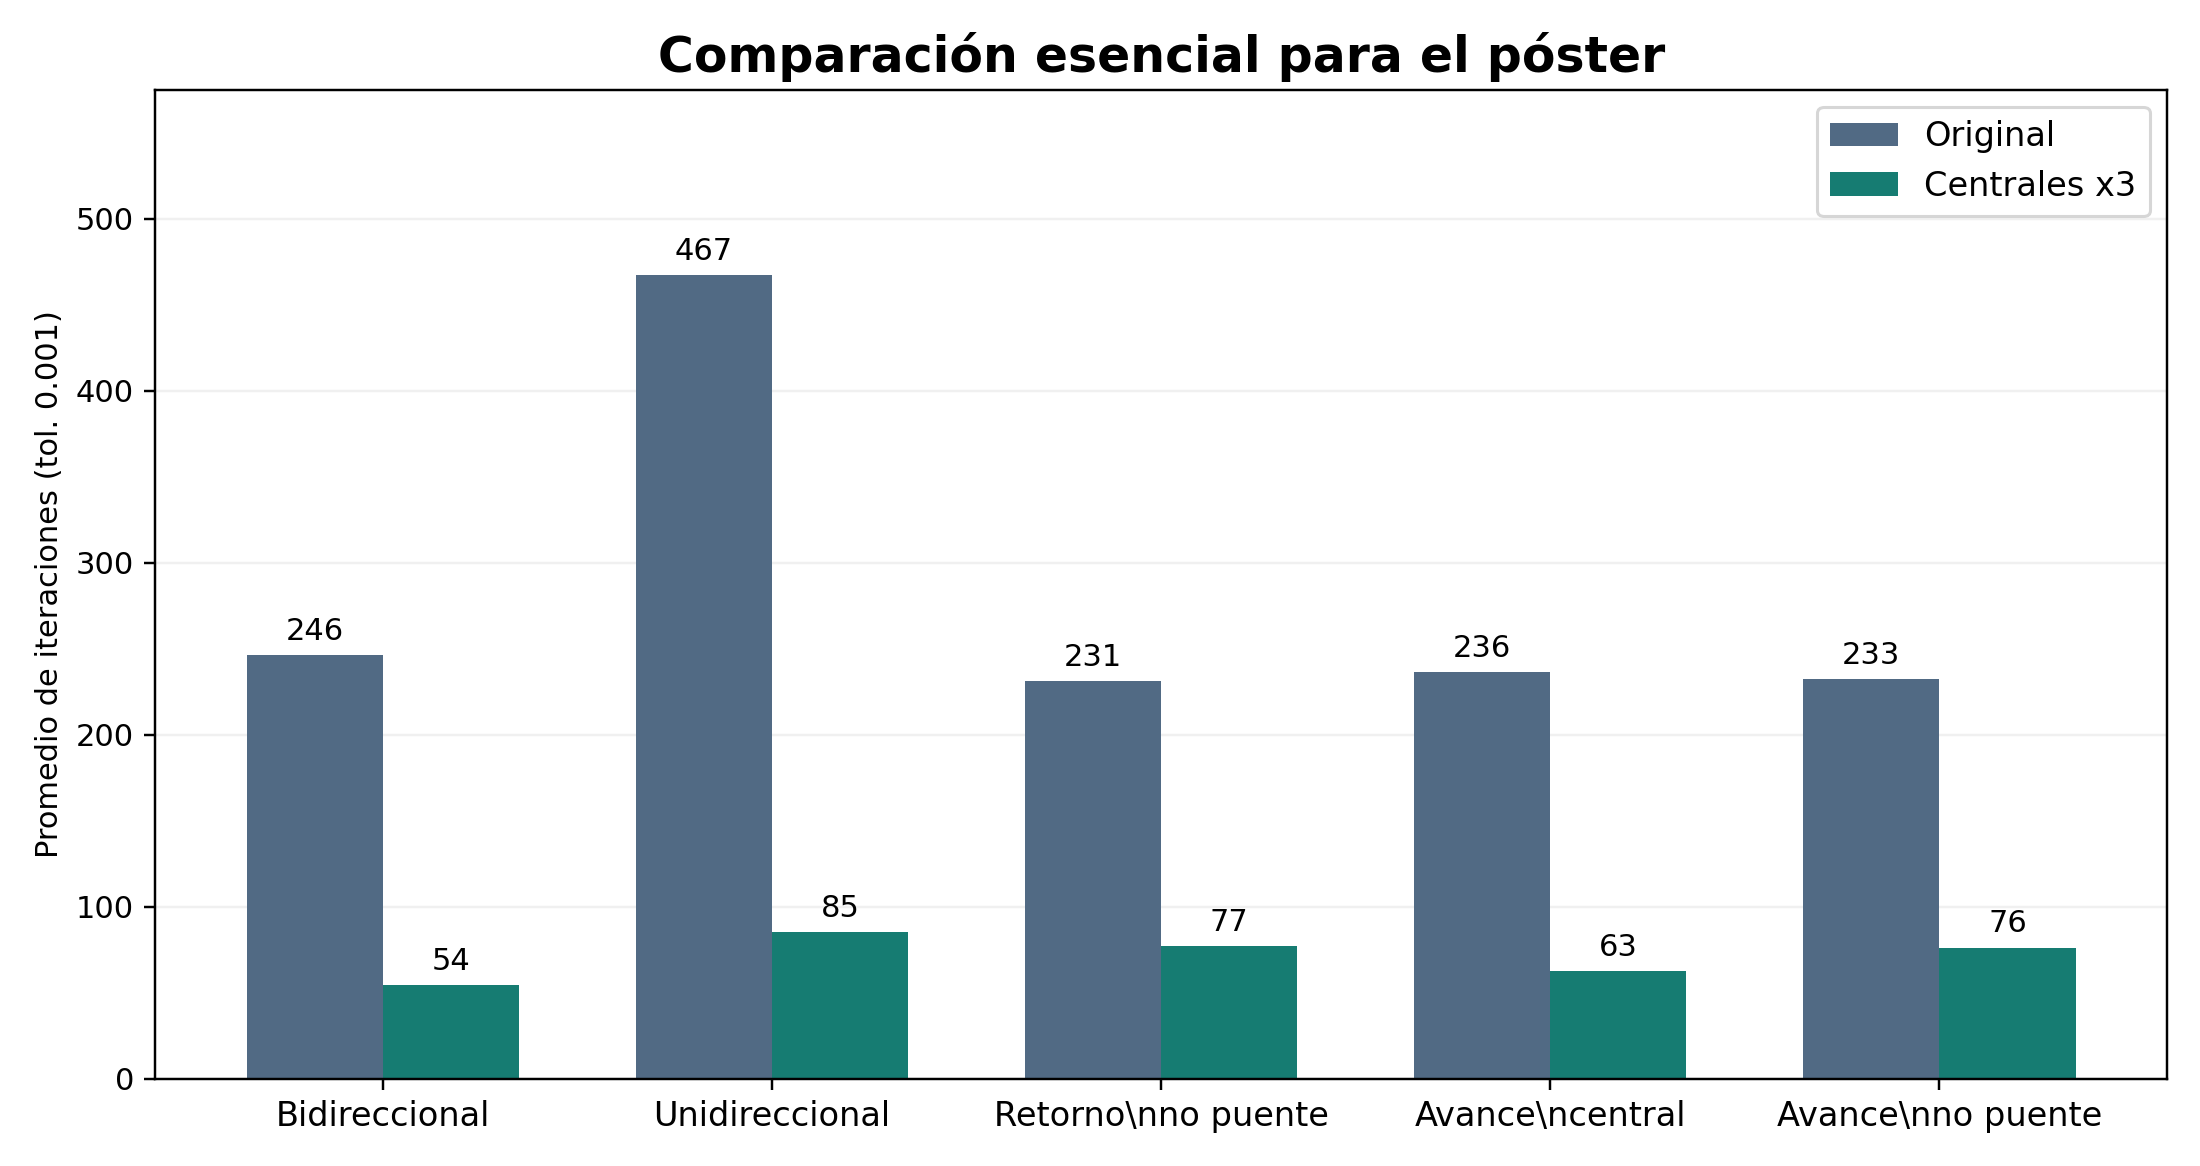 Comparación esencial para el póster
Original
Centrales x3
Promedio de iteraciones (tol. 0.001)
500
400
300
200
100
0
246
54
467
85
231
77
236
63
233
76
Bidireccional
Unidireccional
Retorno\nno puente
Avance\ncentral
Avance\nno puente